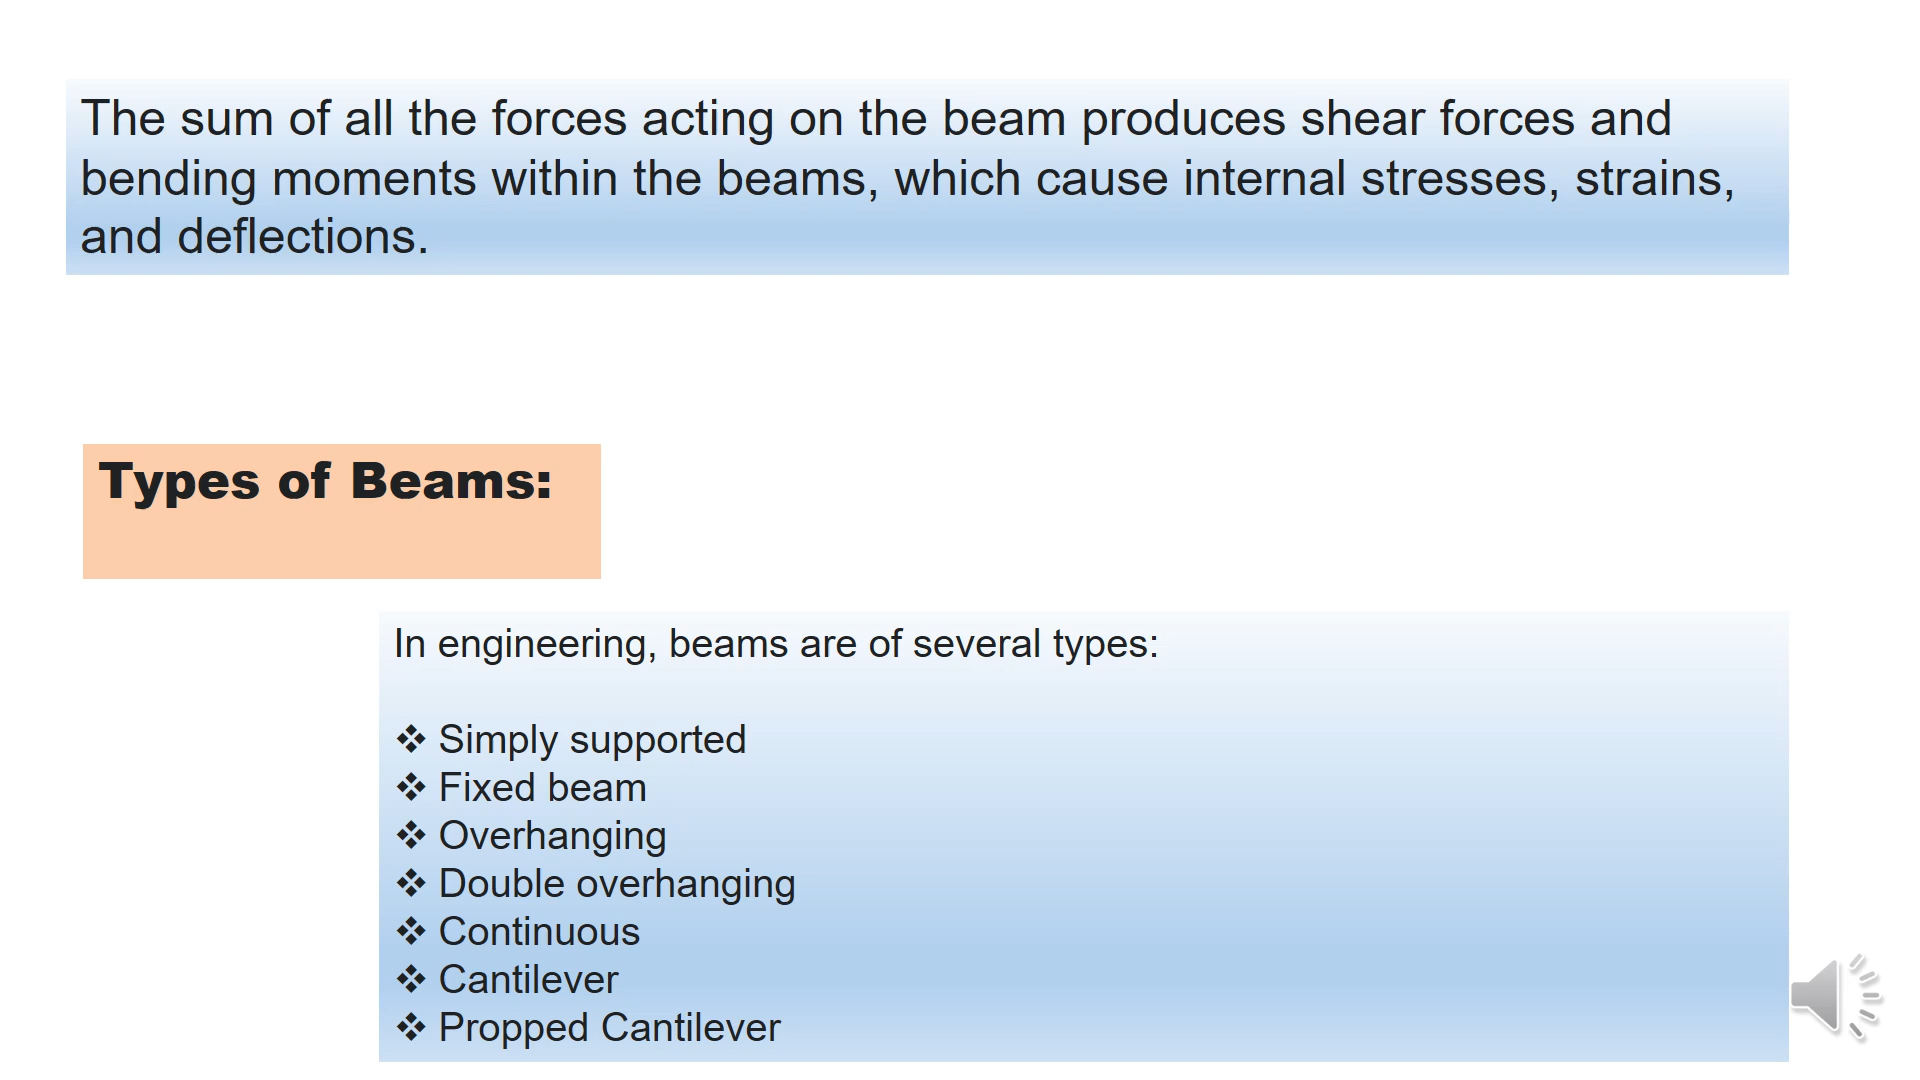 The sum of all the forces acting on the beam produces shear forces and
bending moments within the beams, which cause internal stresses, strains,
and deflections.
Types of Beams:
In engineering, beams are of several types:
❖ Simply supported
❖ Fixed beam
❖ Overhanging
❖ Double overhanging
❖ Continuous
❖ Cantilever
❖ Propped Cantilever